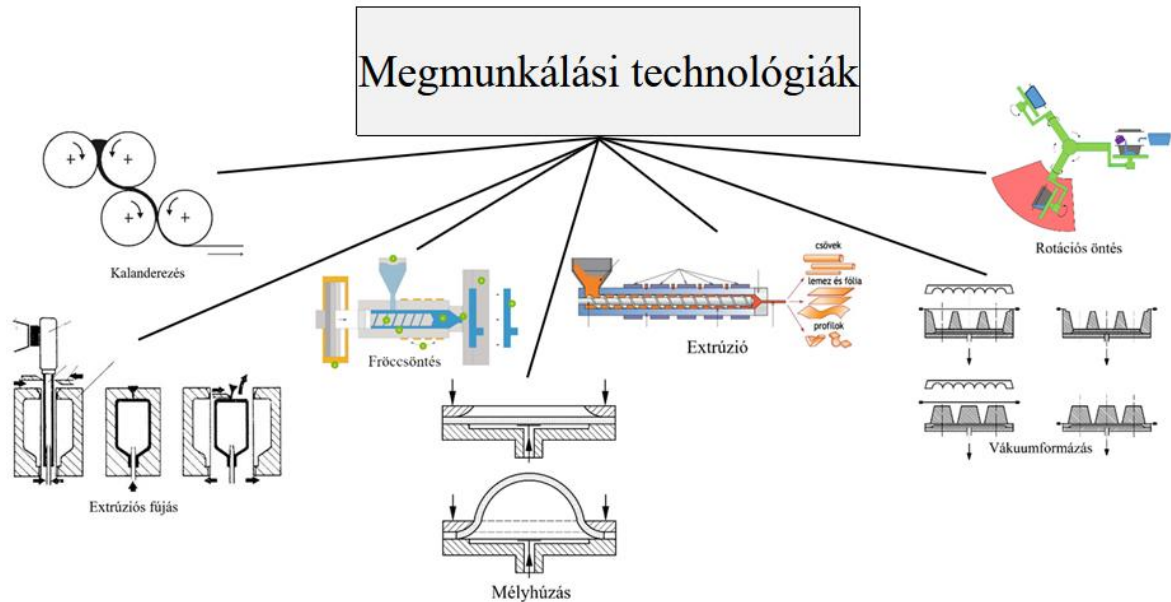 Megmunkálási technológiák
Kalanderezés
Rotációs öntés
csövek
lemez és fólia
profilok
Extrúzió
Fröccsöntés
Vákuumformázás
Extrúziós fújás
Mélyhúzás